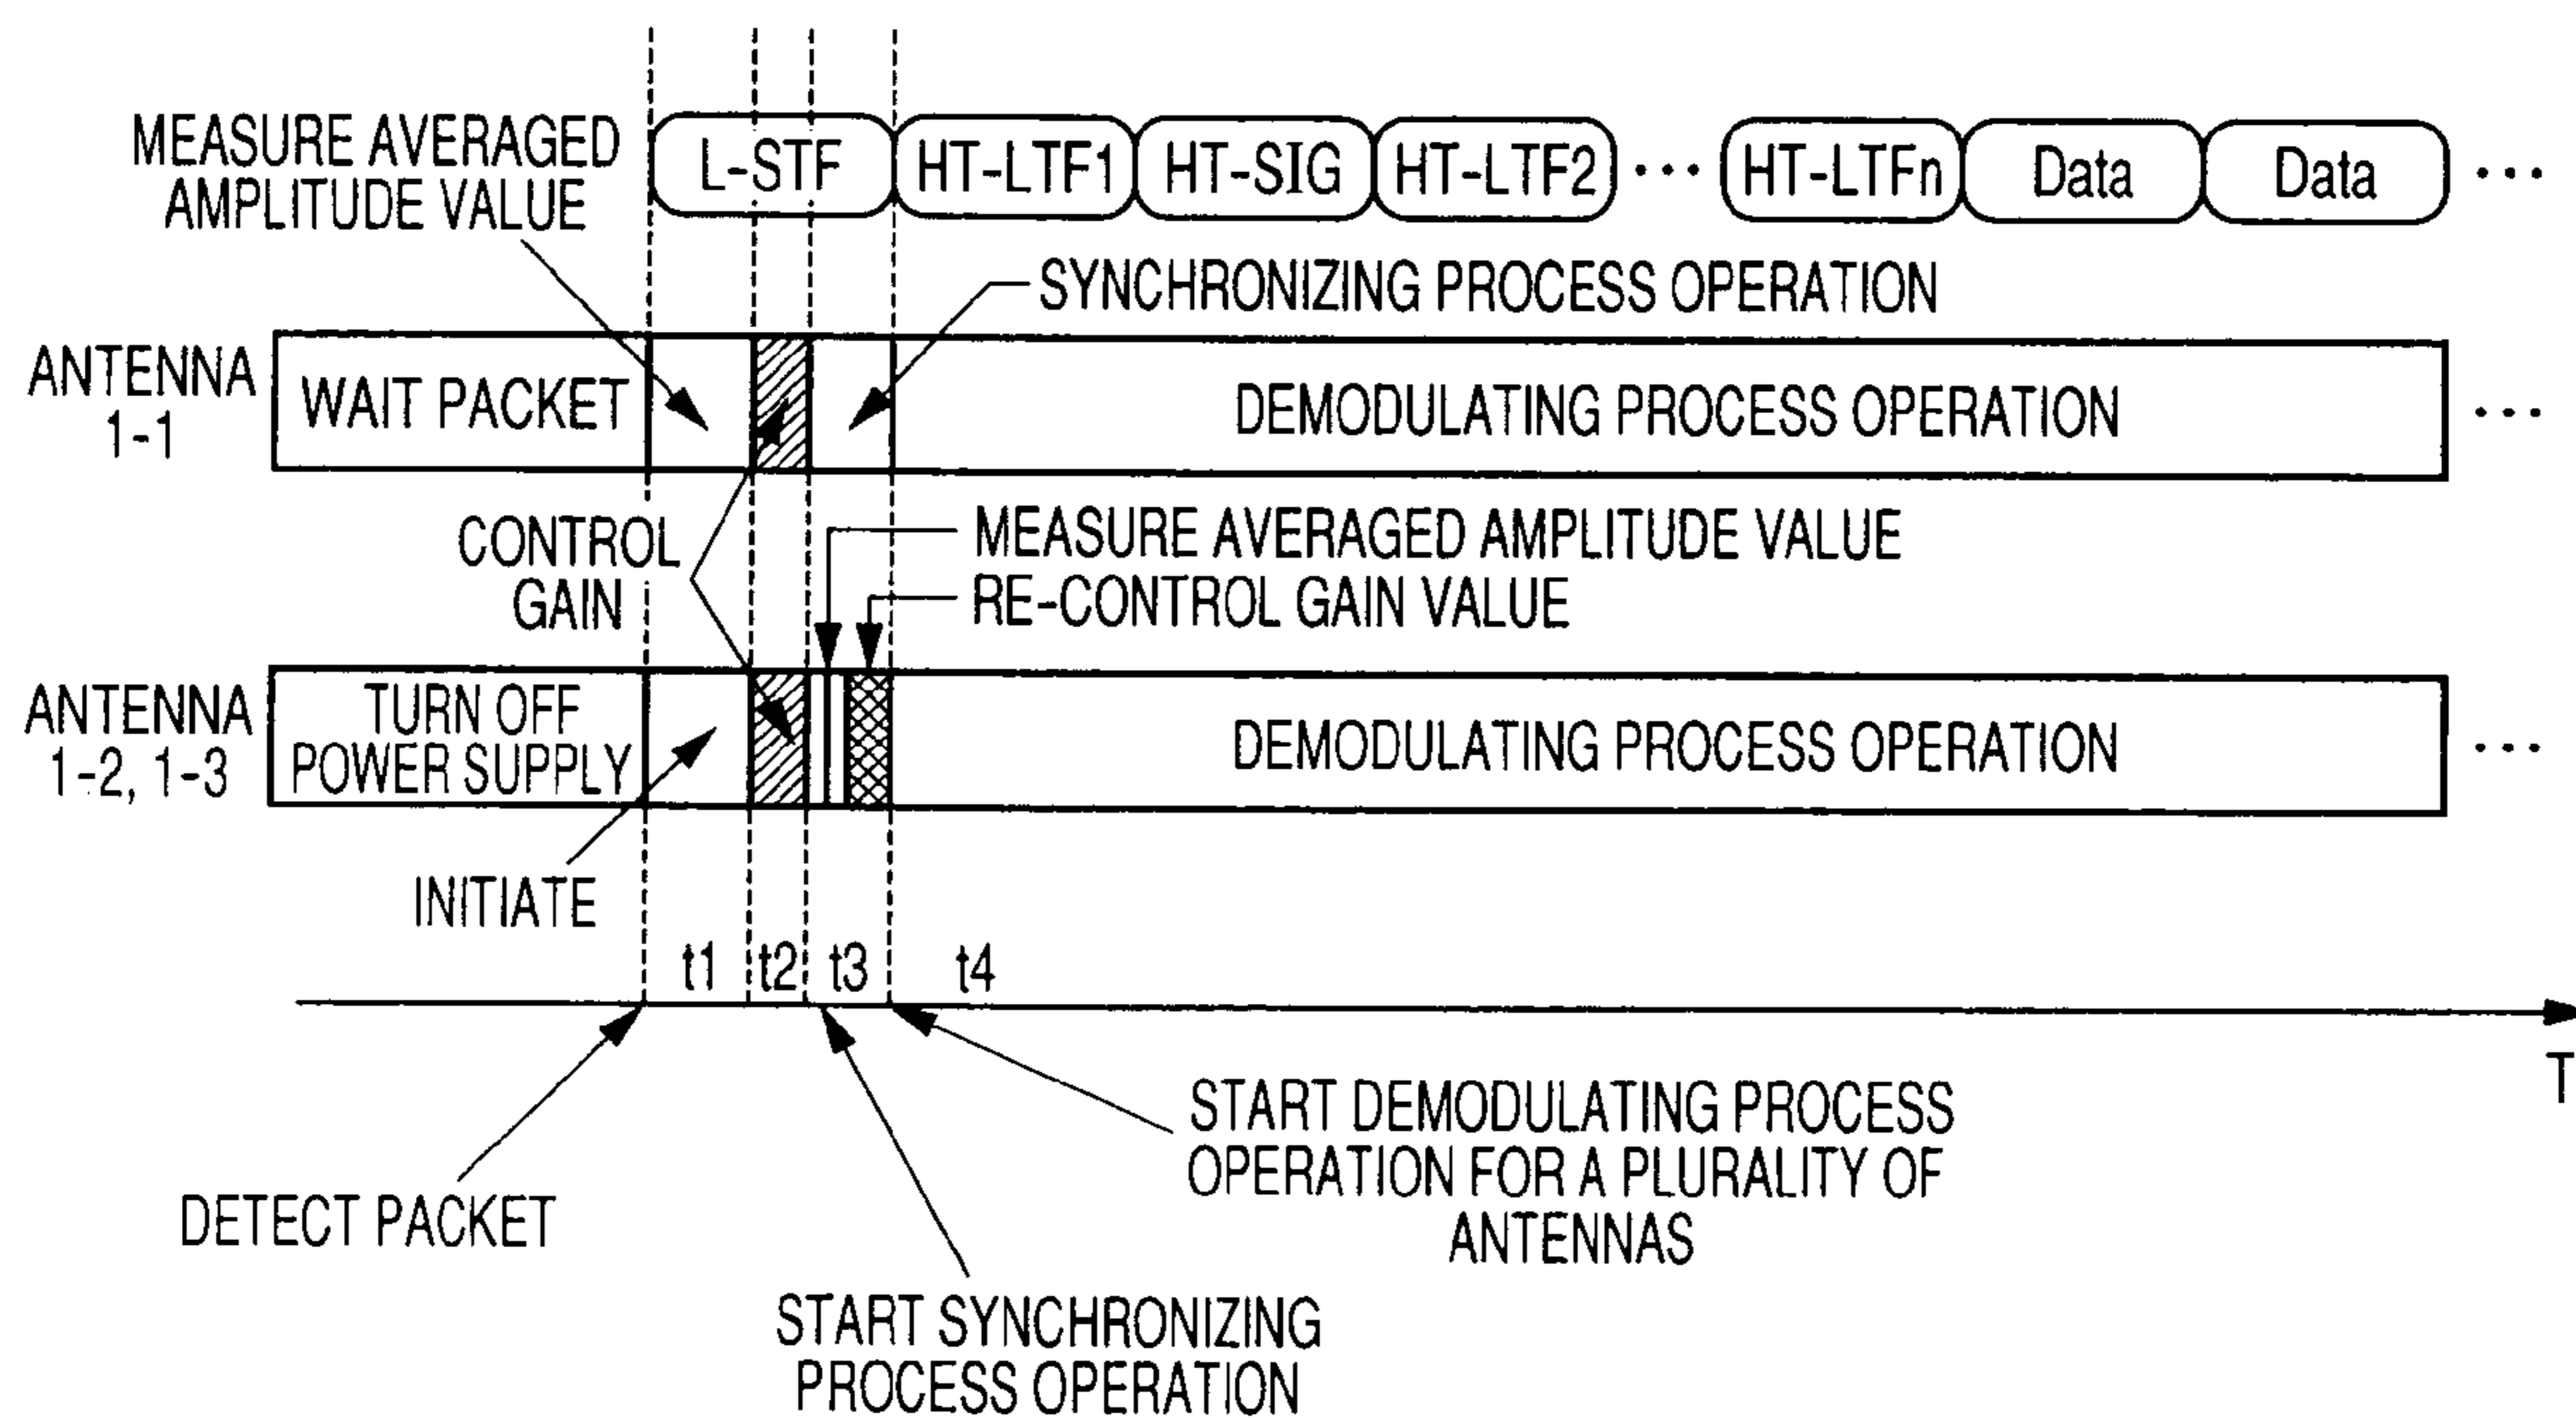 MEASURE AVERAGED
AMPLITUDE VALUE
L-STF
HT-LTF1
HT-SIG
HT-LTF2
...
HT-LTFn
Data
Data
...
SYNCHRONIZING PROCESS OPERATION
ANTENNA
1-1
WAIT PACKET
DEMODULATING PROCESS OPERATION
...
CONTROL
GAIN
MEASURE AVERAGED AMPLITUDE VALUE
RE-CONTROL GAIN VALUE
ANTENNA
1-2, 1-3
TURN OFF
POWER SUPPLY
DEMODULATING PROCESS OPERATION
...
INITIATE
t1
t2
t3
t4
T
DETECT PACKET
START DEMODULATING PROCESS
OPERATION FOR A PLURALITY OF
ANTENNAS
START SYNCHRONIZING
PROCESS OPERATION